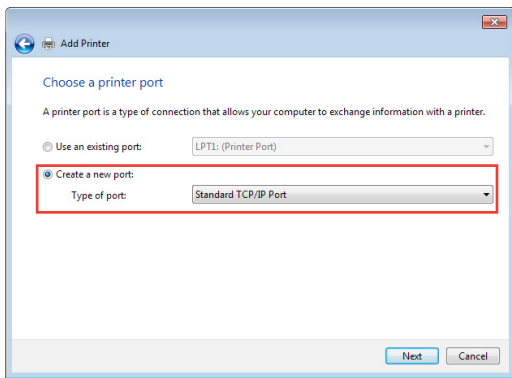 Add Printer
Choose a printer port
A printer port is a type of connection that allows your computer to exchange information with a printer.
Use an existing port: LPT1: (Printer Port)
Create a new port:
Type of port: Standard TCP/IP Port
Next Cancel